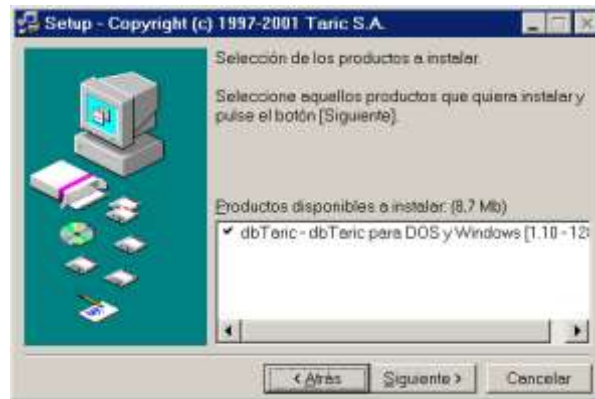 Setup - Copyright (c) 1997-2001 Taric S.A.
Selección de los productos a instalar.
Seleccione aquellos productos que quiera instalar y
pulse el botón [Siguiente].
Productos disponibles a instalar: (8.7 Mb)
dbTaric - dbTaric para DOS y Windows [1.10 - 128
< Atrás Siguiente > Cancelar